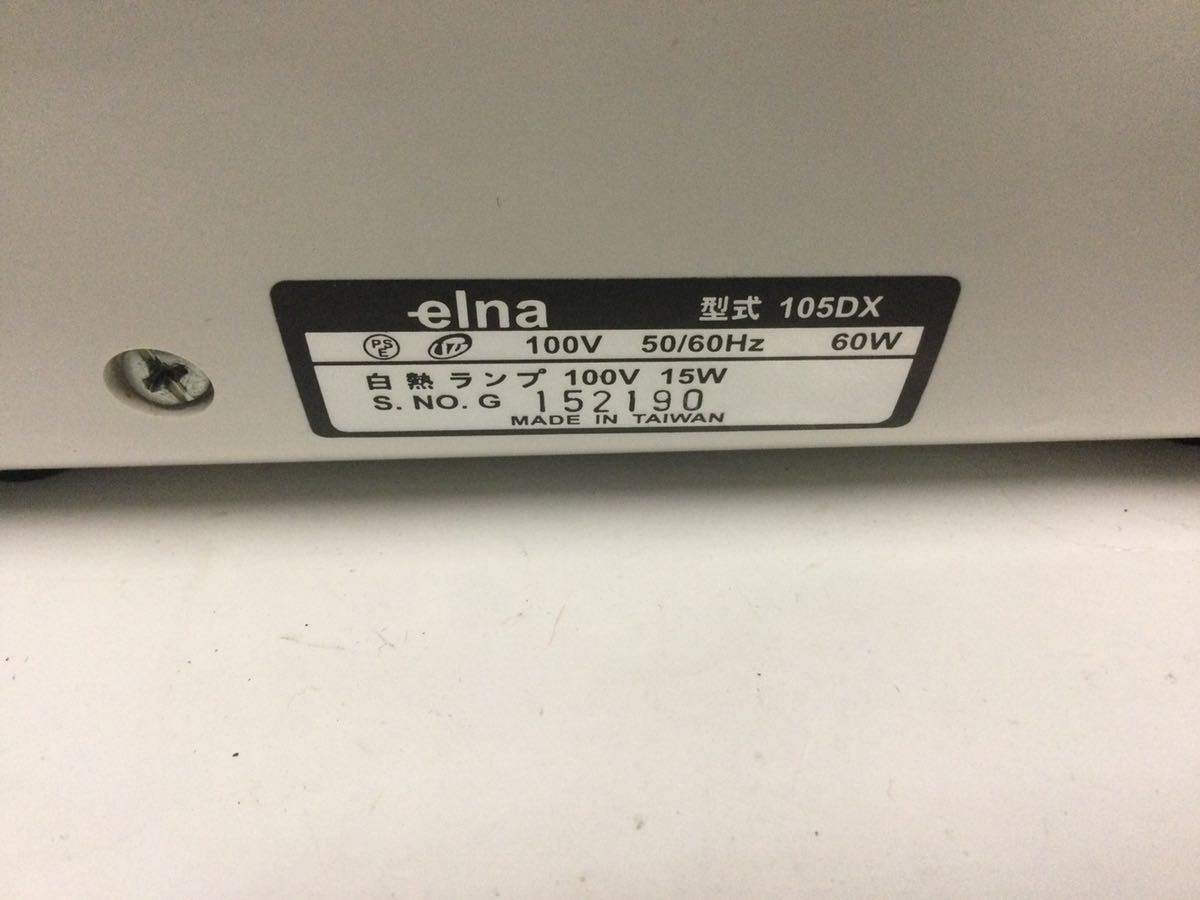 elna 型式 105DX
PSE 100V 50/60Hz 60W
白熱ランプ 100V 15W
S. NO. G 152190
MADE IN TAIWAN